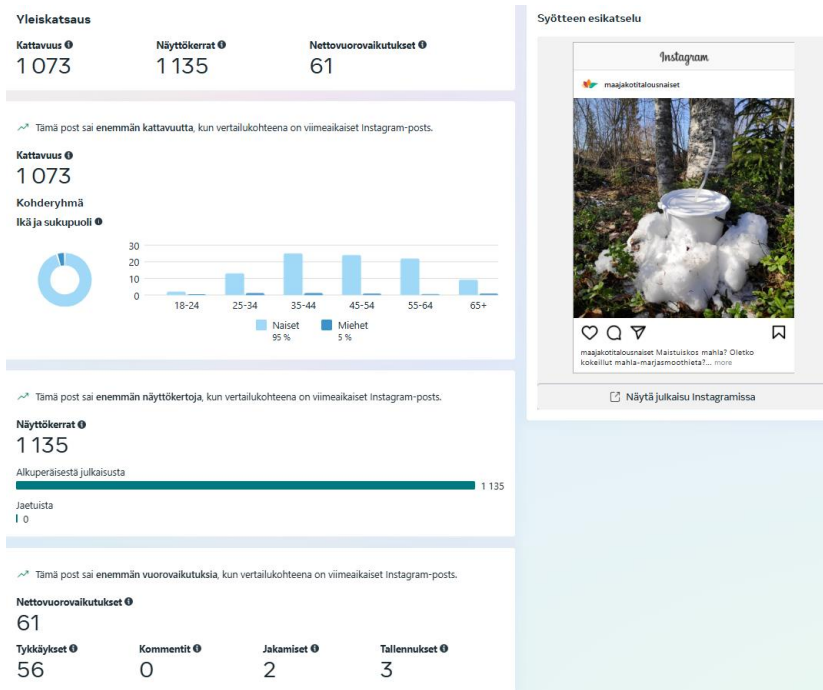 Yleiskatsaus
Kattavuus
1 073
Näyttökerrat
1 135
Nettovuorovaikutukset
61
Tämä post sai enemmän kattavuutta, kun vertailukohteena on viimeaikaiset Instagram-posts.
Kattavuus
1 073
Kohderyhmä
Ikä ja sukupuoli
30
20
10
0
18-24 25-34 35-44 45-54 55-64 65+
Naiset
95 %
Miehet
5 %
Tämä post sai enemmän näyttökertoja, kun vertailukohteena on viimeaikaiset Instagram-posts.
Näyttökerrat
1 135
Alkuperäisestä julkaisusta
1 135
Jaetuista
0
Tämä post sai enemmän vuorovaikutuksia, kun vertailukohteena on viimeaikaiset Instagram-posts.
Nettovuorovaikutukset
61
Tykkäykset
56
Kommentit
0
Jakamiset
2
Tallennukset
3
Syötteen esikatselu
Instagram
maajakotitalousnaiset
maajakotitalousnaiset Maistuiskos mahla? Oletko
kokeillut mahla-marjasmoothieta?... more
Näytä julkaisu Instagramissa